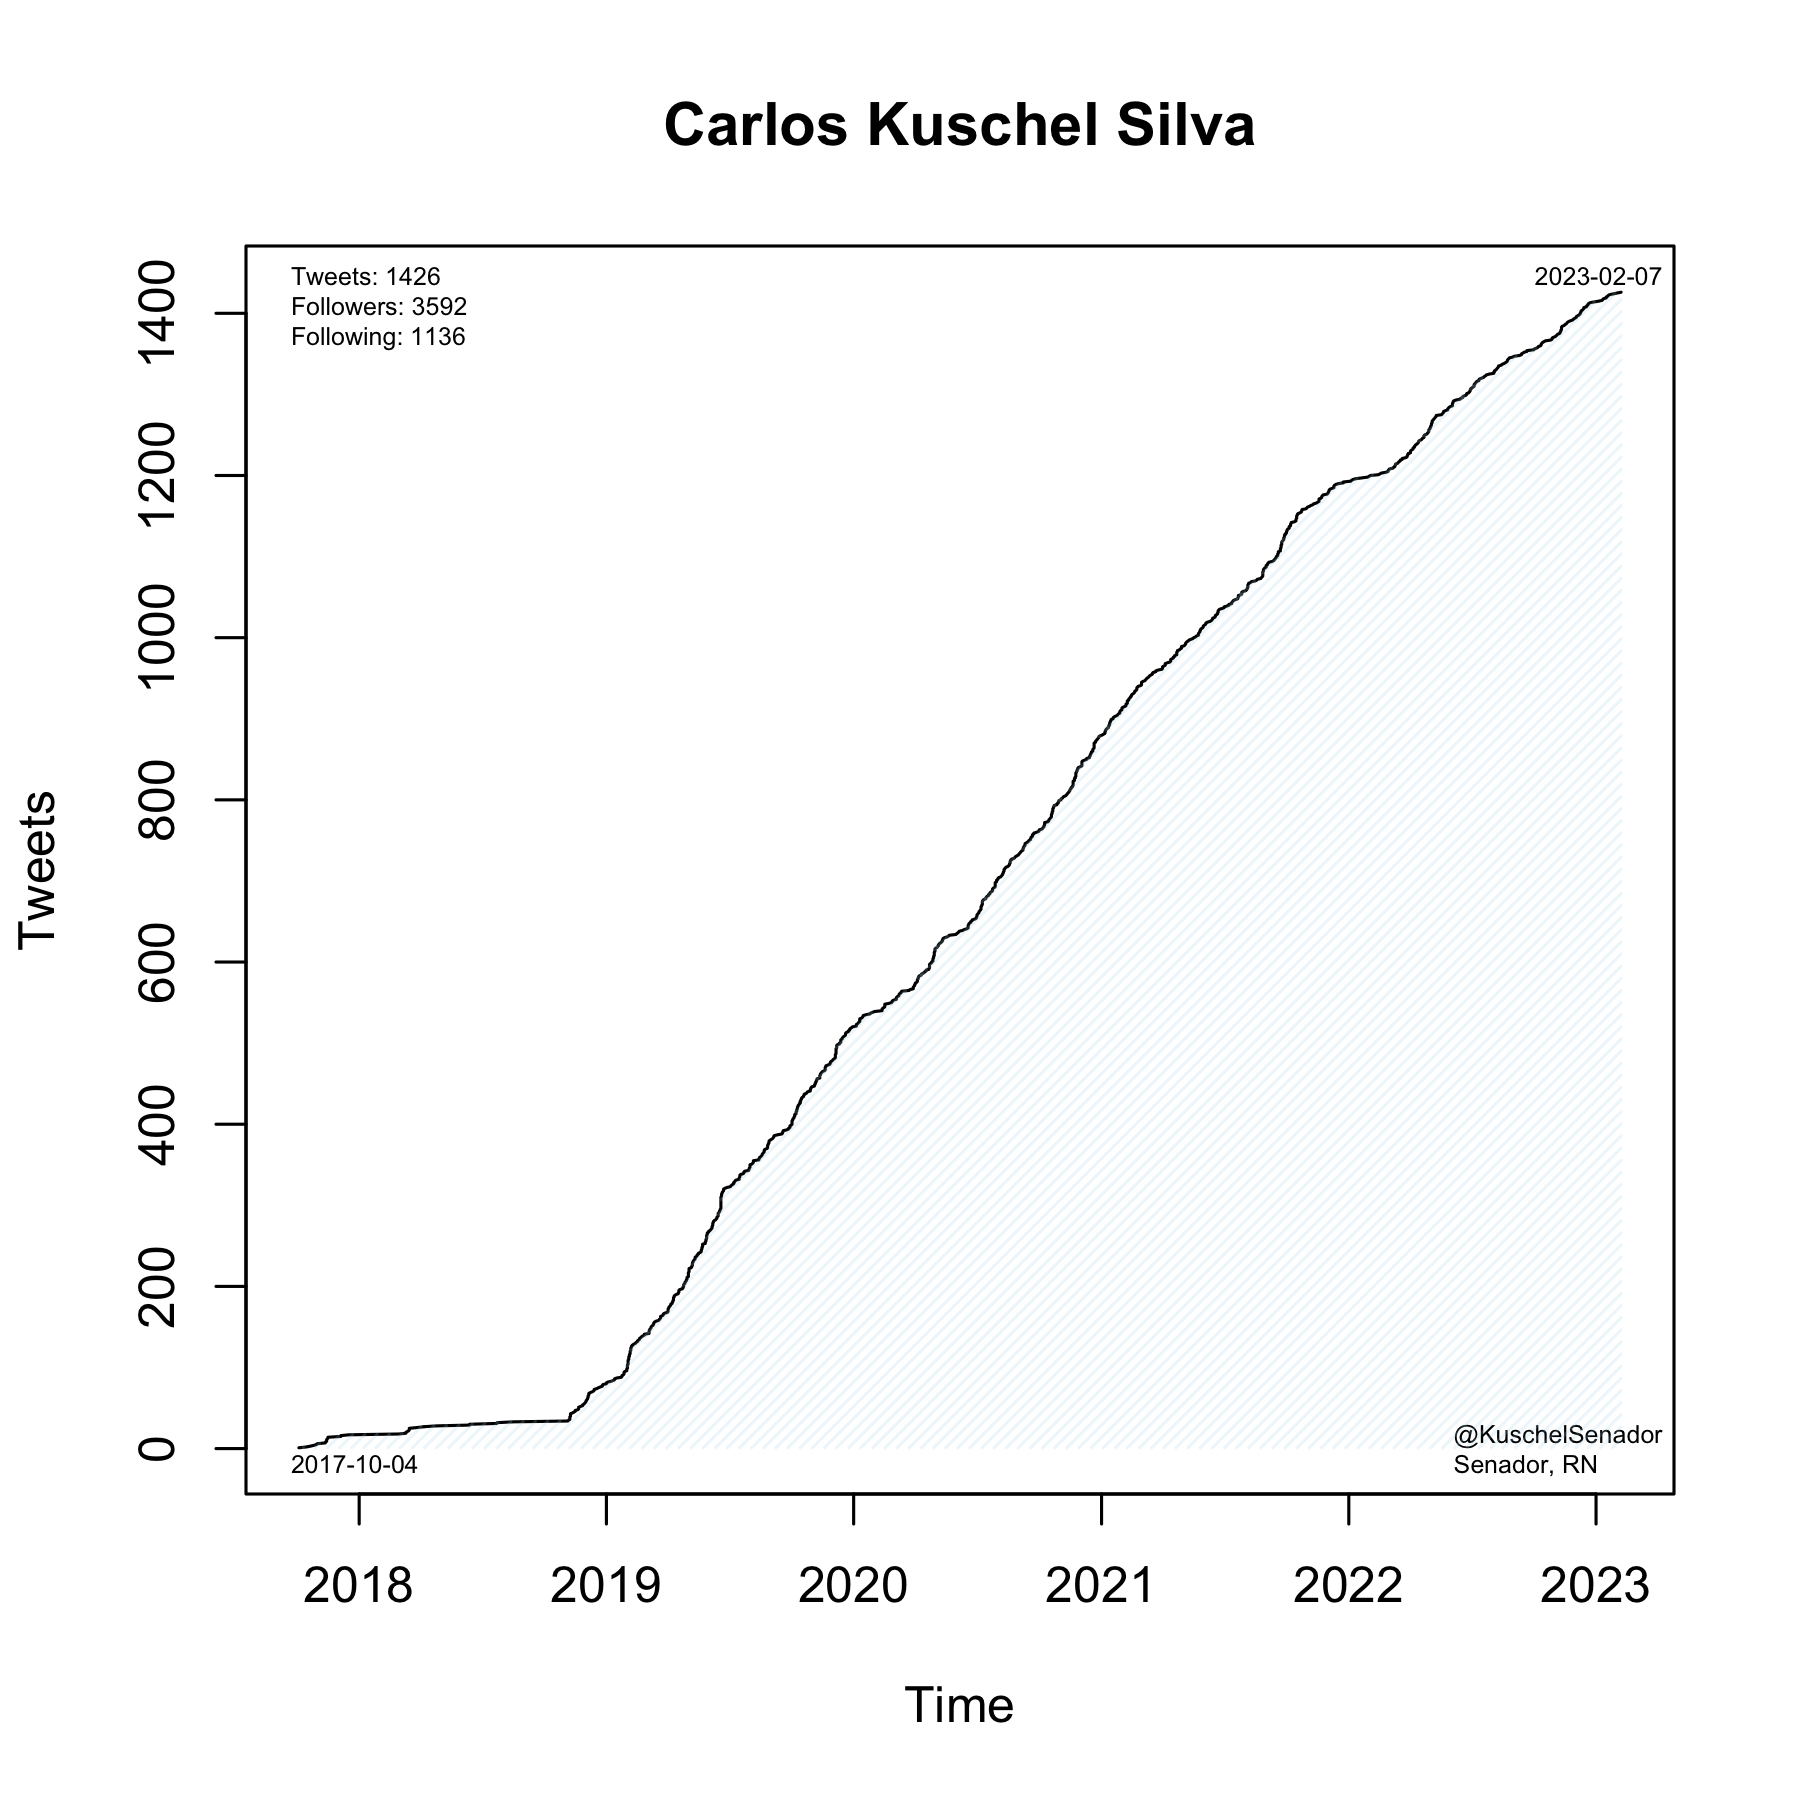 Carlos Kuschel Silva
Tweets: 1426
Followers: 3592
Following: 1136
2023-02-07
1400
1200
1000
800
600
400
200
0
Tweets
2017-10-04
@KuschelSenador
Senador, RN
2018
2019
2020
2021
2022
2023
Time